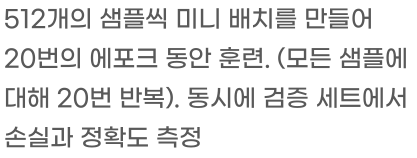 512개의 샘플씩 미니 배치를 만들어
20번의 에포크 동안 훈련. (모든 샘플에
대해 20번 반복). 동시에 검증 세트에서
손실과 정확도 측정